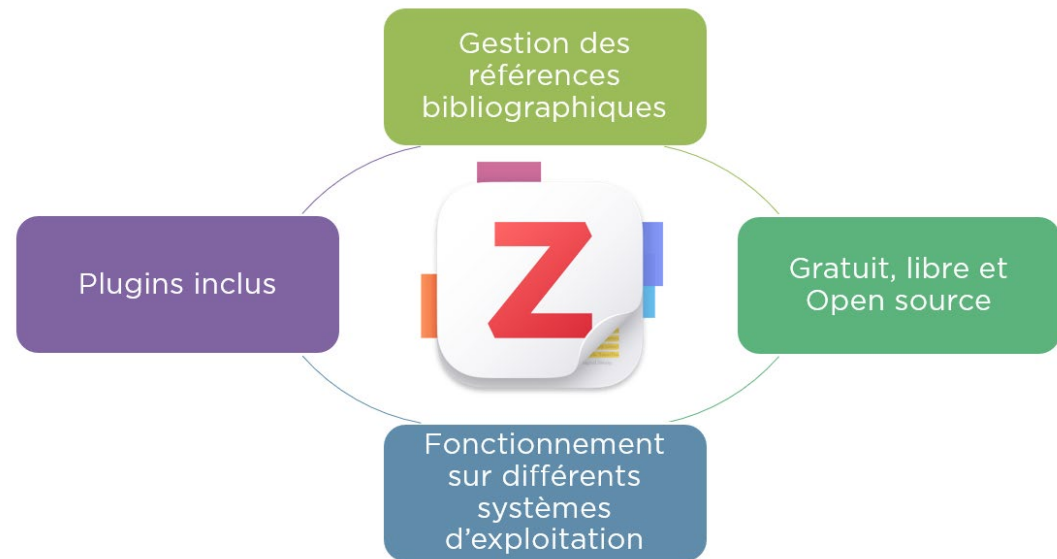 Gestion des
références
bibliographiques
Z
Plugins inclus
Gratuit, libre et
Open source
Fonctionnement
sur différents
systèmes
d'exploitation